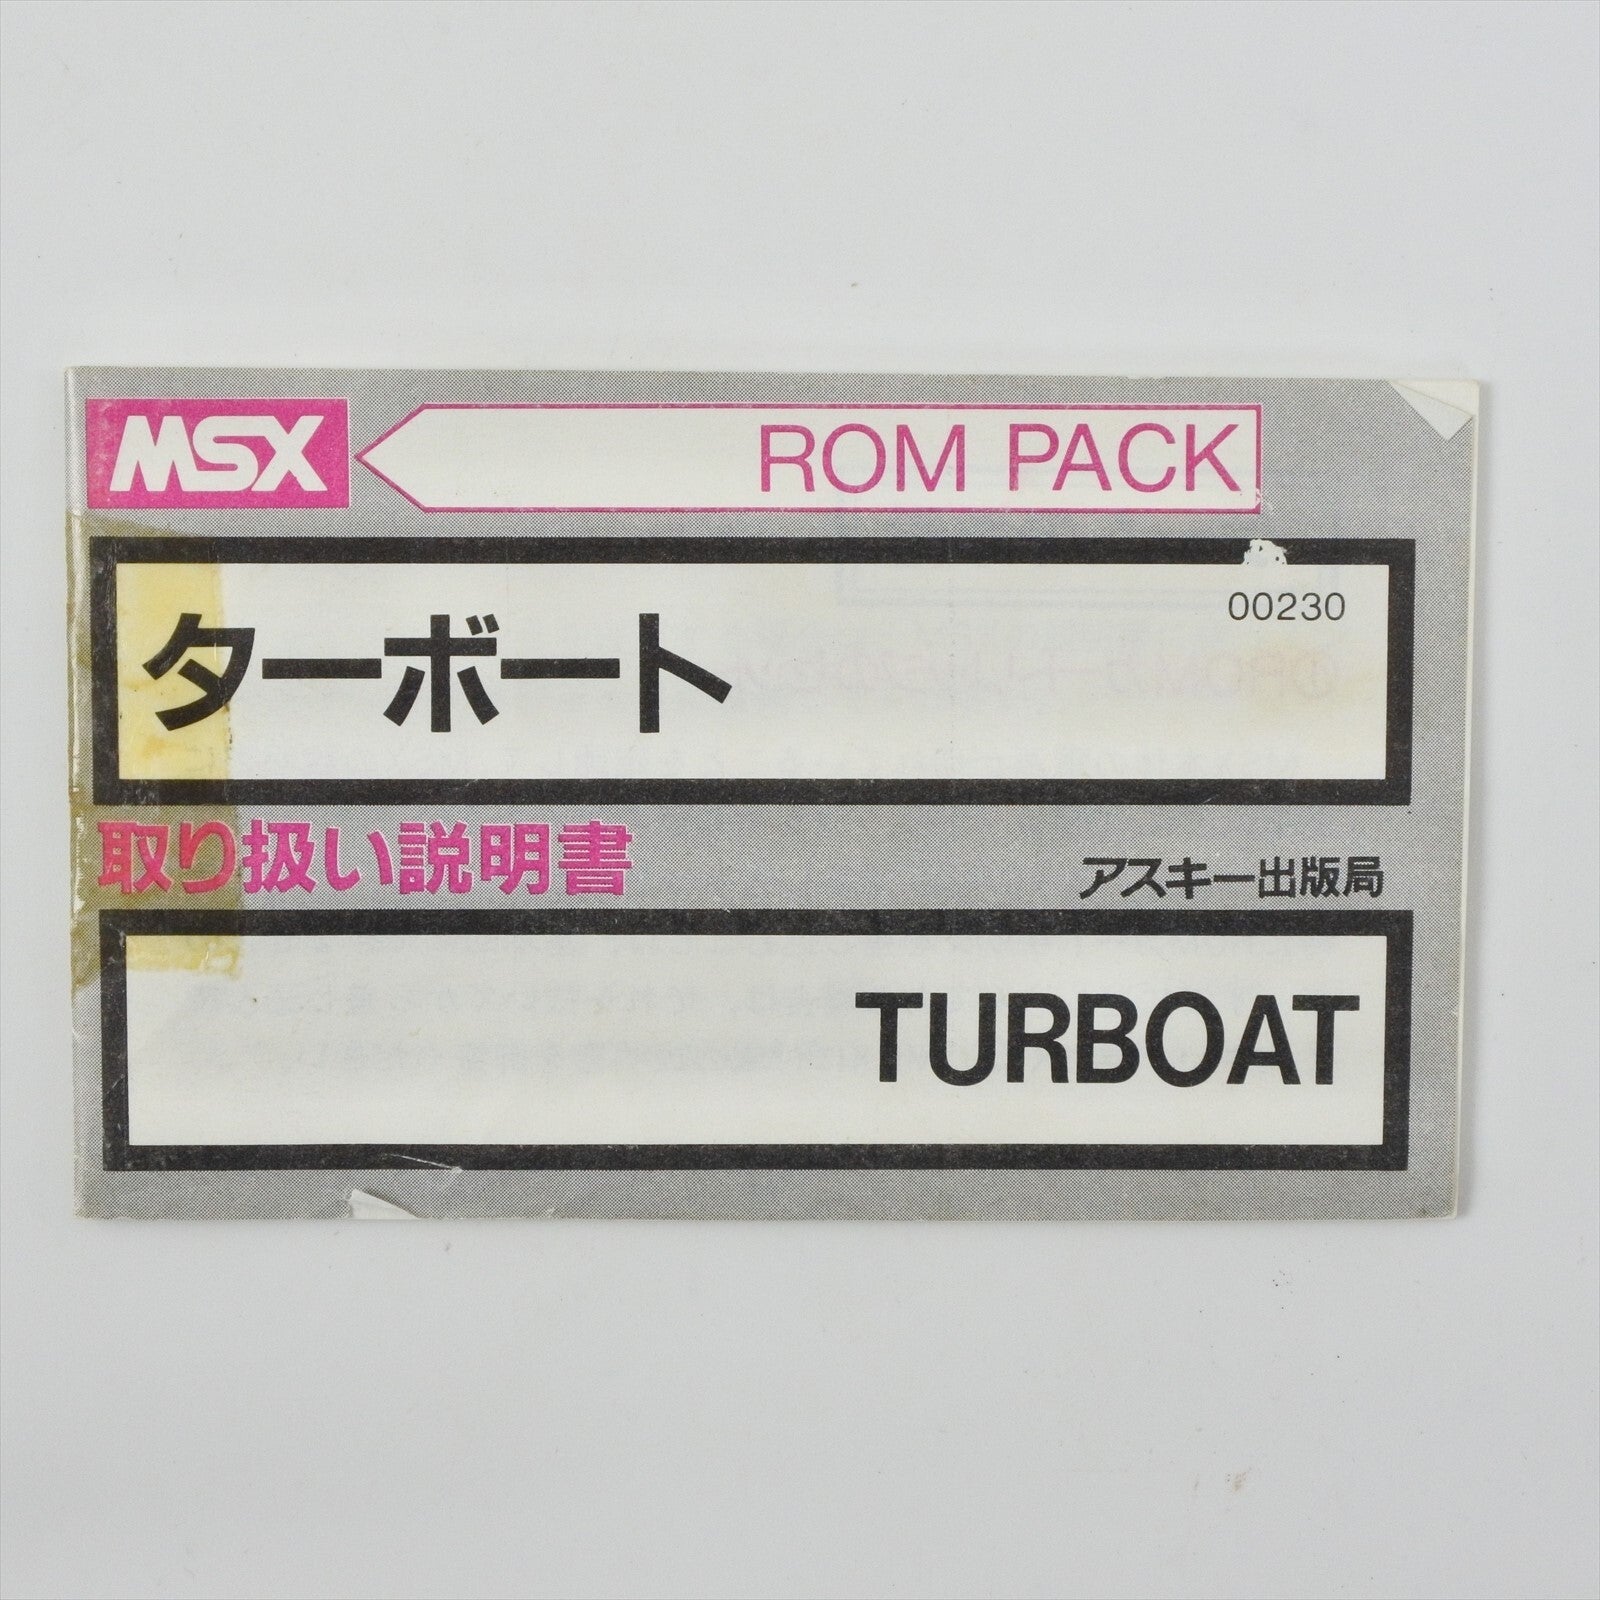 MSX
ROM PACK
00230
ターボート
取り扱い説明書
アスキー出版局
TURBOAT